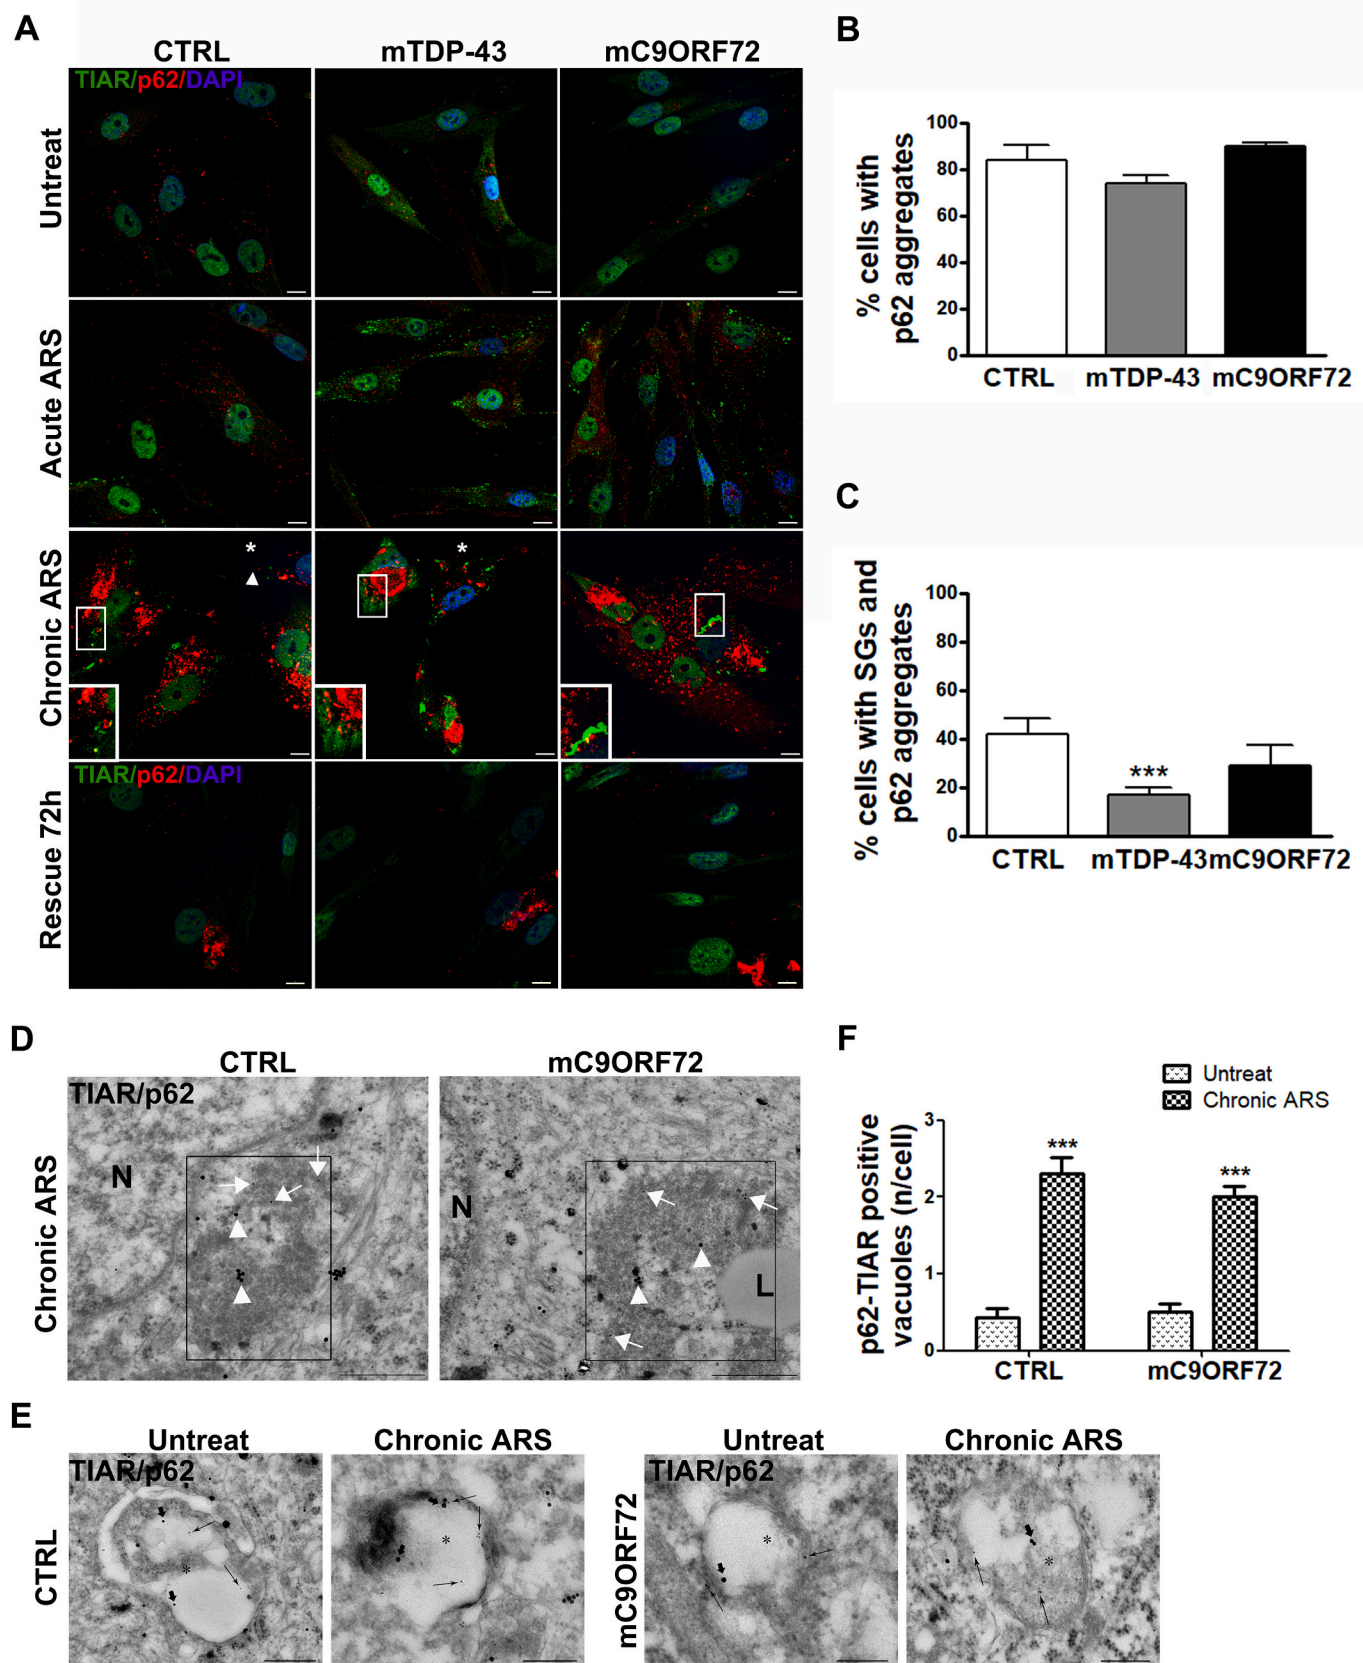 A
CTRL
mTDP-43
mC9ORF72
TIAR/p62/DAPI
Untreat
Acute ARS
Chronic ARS
*
*
TIAR/p62/DAPI
Rescue 72h
B
% cells with
p62 aggregates
100
80
60
40
20
0
CTRL
mTDP-43
mC9ORF72
C
% cells with SGs and
p62 aggregates
100
80
60
40
20
0
***
CTRL
mTDP-43
mC9ORF72
D
CTRL
mC9ORF72
TIAR/p62
Chronic ARS
N
N
L
F
Untreat
Chronic ARS
p62-TIAR positive
vacuoles (n/cell)
3
2
1
0
***
***
CTRL
mC9ORF72
E
Untreat
Chronic ARS
Untreat
Chronic ARS
TIAR/p62
TIAR/p62
CTRL
mC9ORF72
*
*
*
*